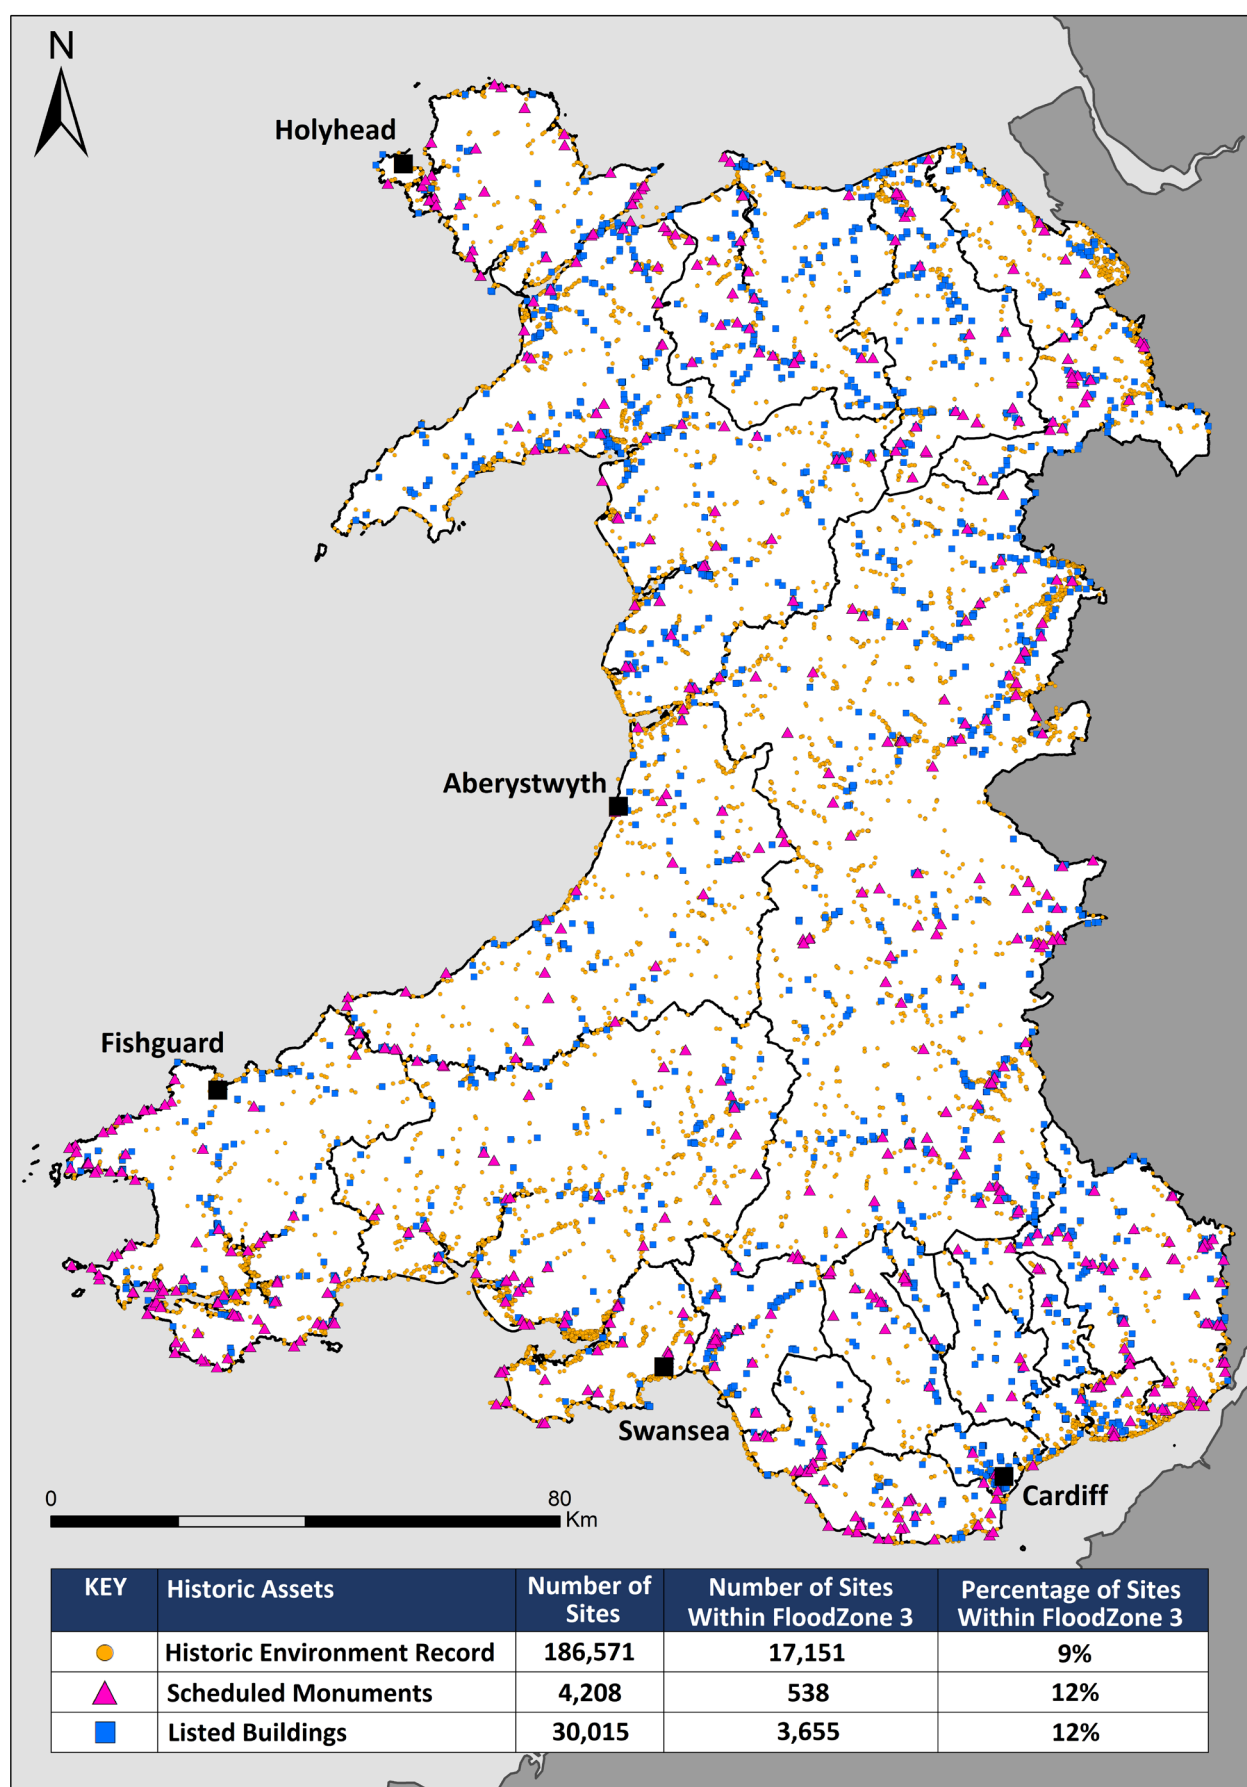 N
Holyhead
Aberystwyth
Fishguard
Swansea
Cardiff
0 80
Km
KEY Historic Assets Number of Sites Number of Sites Within FloodZone 3 Percentage of Sites Within FloodZone 3
Historic Environment Record 186,571 17,151 9%
Scheduled Monuments 4,208 538 12%
Listed Buildings 30,015 3,655 12%